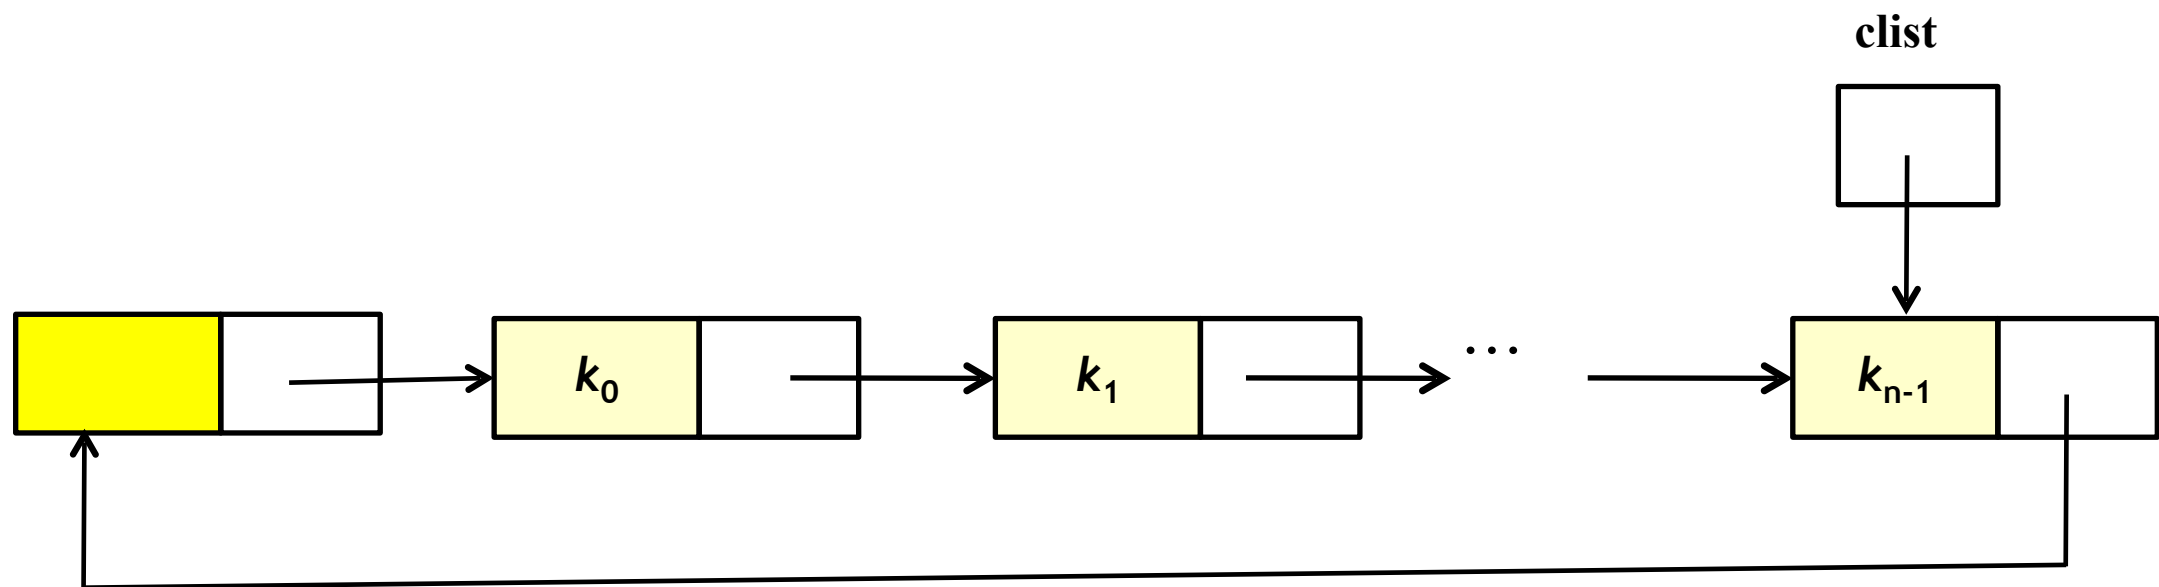 clist
k₀ k₁ … kₙ₋₁